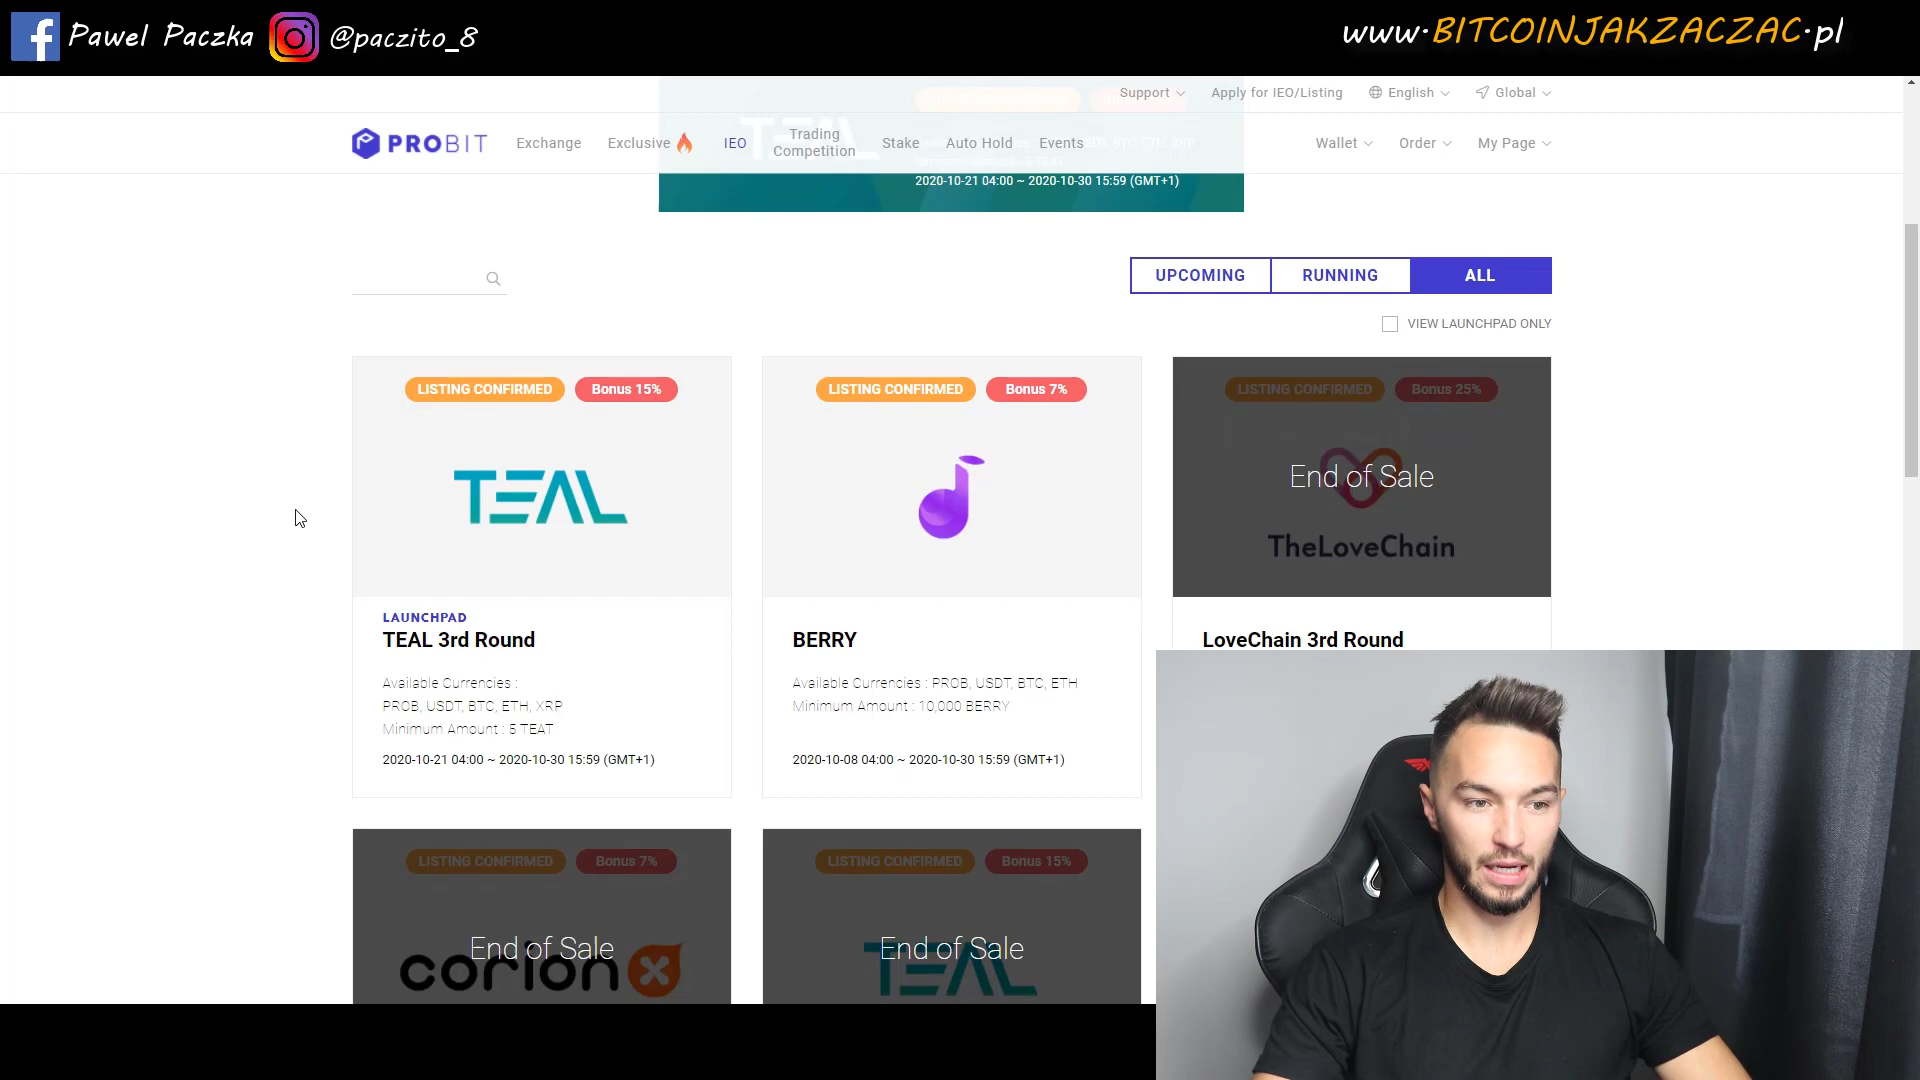 Pawel Paczka @paczito_8
www.BITCOINJAKZACZAC.pl
Support
Apply for IEO/Listing
English
Global
PROBIT
Exchange
Exclusive
IEO
Trading
Competition
Stake
Auto Hold
Events
Wallet
Order
My Page
2020-10-21 04:00 ~ 2020-10-30 15:59 (GMT+1)
UPCOMING
RUNNING
ALL
VIEW LAUNCHPAD ONLY
LISTING CONFIRMED
Bonus 15%
TEAL
LAUNCHPAD
TEAL 3rd Round
Available Currencies :
PROB, USDT, BTC, ETH, XRP
Minimum Amount : 5 TEAT
2020-10-21 04:00 ~ 2020-10-30 15:59 (GMT+1)
LISTING CONFIRMED
Bonus 7%
BERRY
Available Currencies : PROB, USDT, BTC, ETH
Minimum Amount : 10,000 BERRY
2020-10-08 04:00 ~ 2020-10-30 15:59 (GMT+1)
LISTING CONFIRMED
Bonus 25%
End of Sale
TheLoveChain
LoveChain 3rd Round
LISTING CONFIRMED
Bonus 7%
End of Sale
corion
LISTING CONFIRMED
Bonus 15%
End of Sale
TEAL